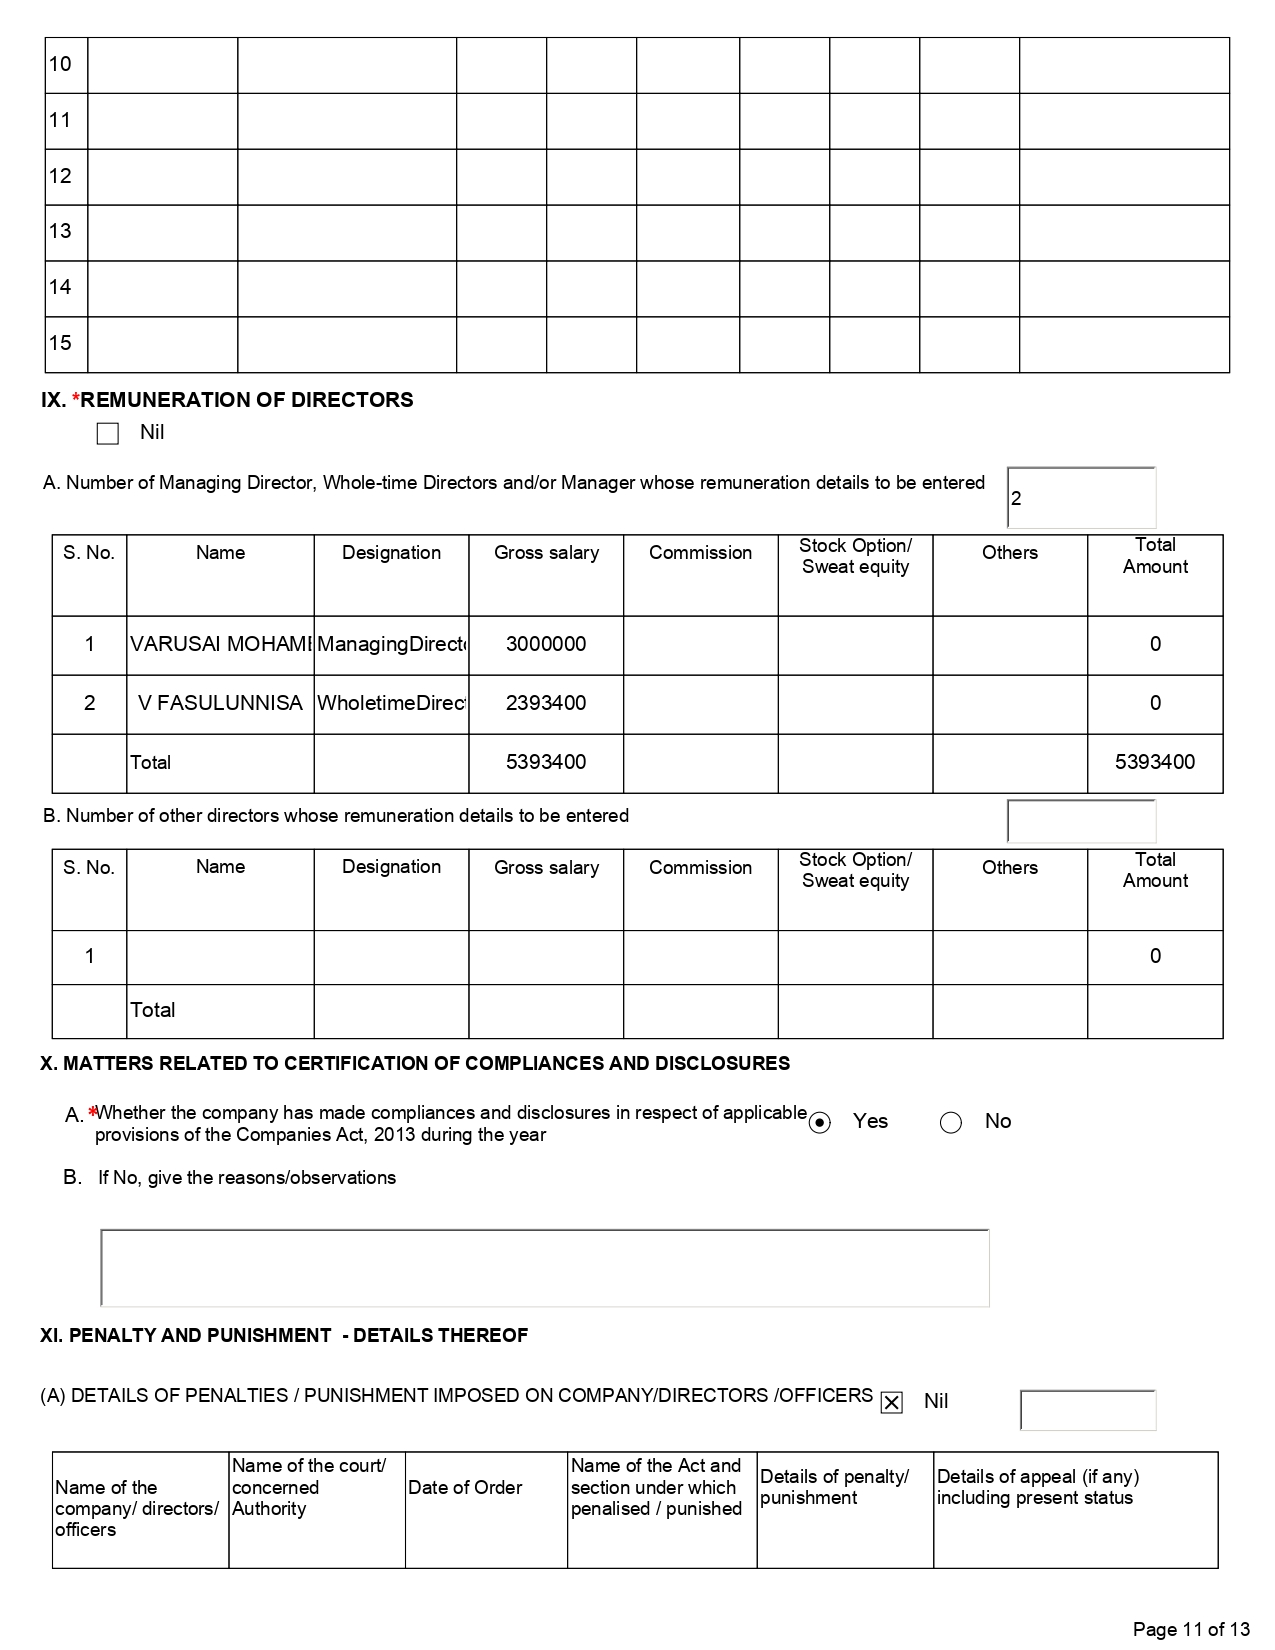 10
11
12
13
14
15
IX. *REMUNERATION OF DIRECTORS
Nil
A. Number of Managing Director, Whole-time Directors and/or Manager whose remuneration details to be entered 2
S. No. Name Designation Gross salary Commission Stock Option/ Sweat equity Others Total Amount
1 VARUSAI MOHAM ManagingDirect 3000000 0
2 V FASULUNNISA WholetimeDirec 2393400 0
Total 5393400 5393400
B. Number of other directors whose remuneration details to be entered
S. No. Name Designation Gross salary Commission Stock Option/ Sweat equity Others Total Amount
1 0
Total
X. MATTERS RELATED TO CERTIFICATION OF COMPLIANCES AND DISCLOSURES
A. *Whether the company has made compliances and disclosures in respect of applicable Yes No
provisions of the Companies Act, 2013 during the year
B. If No, give the reasons/observations
XI. PENALTY AND PUNISHMENT - DETAILS THEREOF
(A) DETAILS OF PENALTIES / PUNISHMENT IMPOSED ON COMPANY/DIRECTORS /OFFICERS Nil
Name of the
company/ directors/
officers
Name of the court/
concerned
Authority
Date of Order
Name of the Act and
section under which
penalised / punished
Details of penalty/
punishment
Details of appeal (if any)
including present status
Page 11 of 13